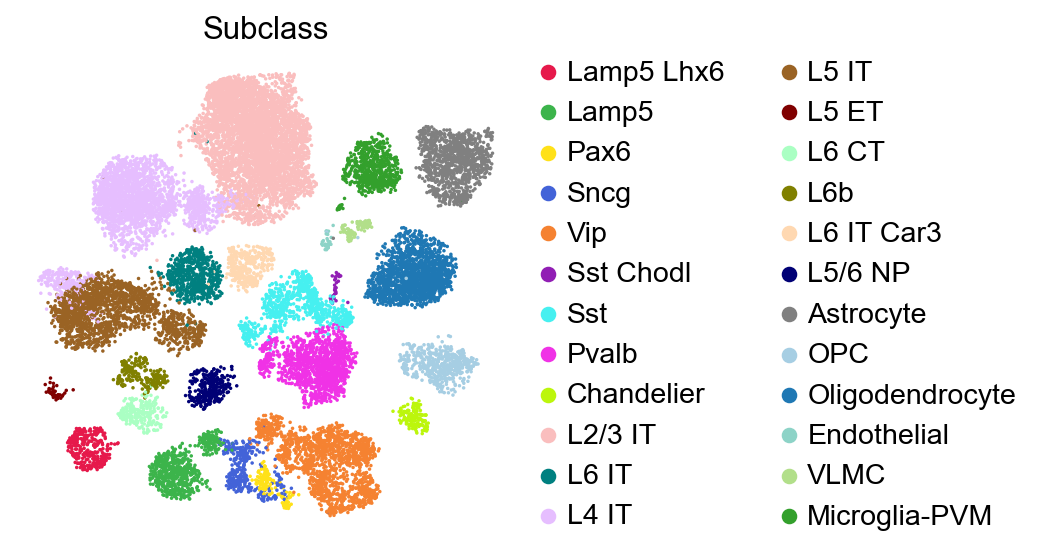 Subclass
Lamp5 Lhx6
Lamp5
Pax6
Sncg
Vip
Sst Chodl
Sst
Pvalb
Chandelier
L2/3 IT
L6 IT
L4 IT
L5 IT
L5 ET
L6 CT
L6b
L6 IT Car3
L5/6 NP
Astrocyte
OPC
Oligodendrocyte
Endothelial
VLMC
Microglia-PVM